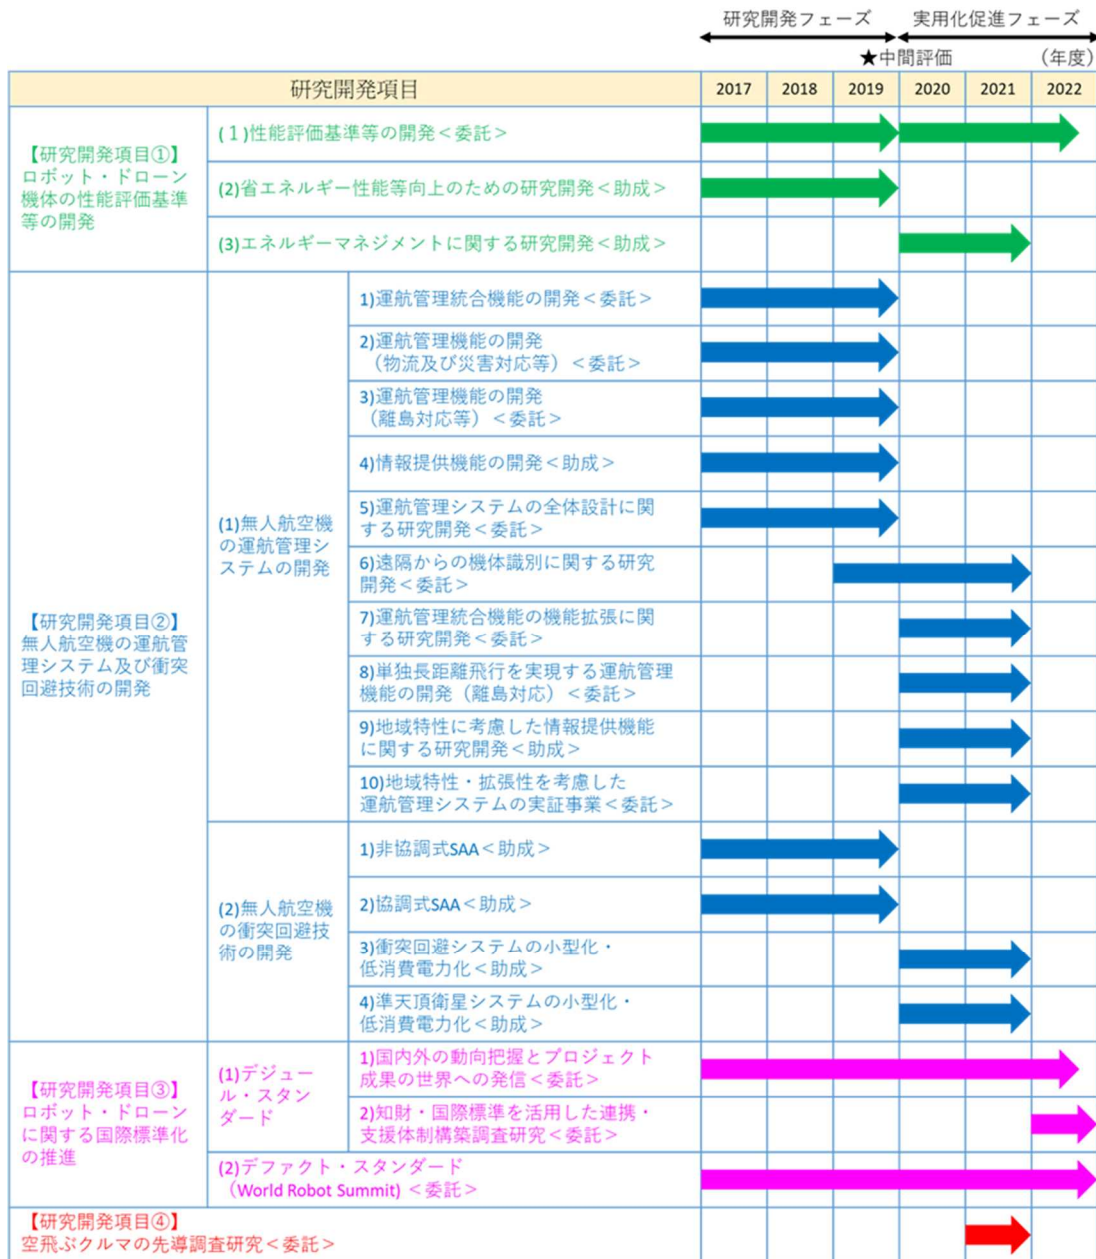 研究開発フェーズ 実用化促進フェーズ
★中間評価 (年度)
研究開発項目 2017 2018 2019 2020 2021 2022
【研究開発項目①】
ロボット・ドローン
機体の性能評価基準
等の開発
(１)性能評価基準等の開発＜委託＞
(2)省エネルギー性能等向上のための研究開発＜助成＞
(3)エネルギーマネジメントに関する研究開発＜助成＞
【研究開発項目②】
無人航空機の運航管
理システム及び衝突
回避技術の開発
(1)無人航空機
の運航管理シ
ステムの開発
1)運航管理統合機能の開発＜委託＞
2)運航管理機能の開発
（物流及び災害対応等）＜委託＞
3)運航管理機能の開発
（離島対応等）＜委託＞
4)情報提供機能の開発＜助成＞
5)運航管理システムの全体設計に関
する研究開発＜委託＞
6)遠隔からの機体識別に関する研究
開発＜委託＞
7)運航管理統合機能の機能拡張に関
する研究開発＜委託＞
8)単独長距離飛行を実現する運航管理
機能の開発（離島対応）＜委託＞
9)地域特性に考慮した情報提供機能
に関する研究開発＜助成＞
10)地域特性・拡張性を考慮した
運航管理システムの実証事業＜委託＞
(2)無人航空機
の衝突回避技
術の開発
1)非協調式SAA＜助成＞
2)協調式SAA＜助成＞
3)衝突回避システムの小型化・
低消費電力化＜助成＞
4)準天頂衛星システムの小型化・
低消費電力化＜助成＞
【研究開発項目③】
ロボット・ドローン
に関する国際標準化
の推進
(1)デジュー
ル・スタン
ダード
1)国内外の動向把握とプロジェクト
成果の世界への発信＜委託＞
2)知財・国際標準を活用した連携・
支援体制構築調査研究＜委託＞
(2)デファクト・スタンダード
（World Robot Summit) ＜委託＞
【研究開発項目④】
空飛ぶクルマの先導調査研究＜委託＞